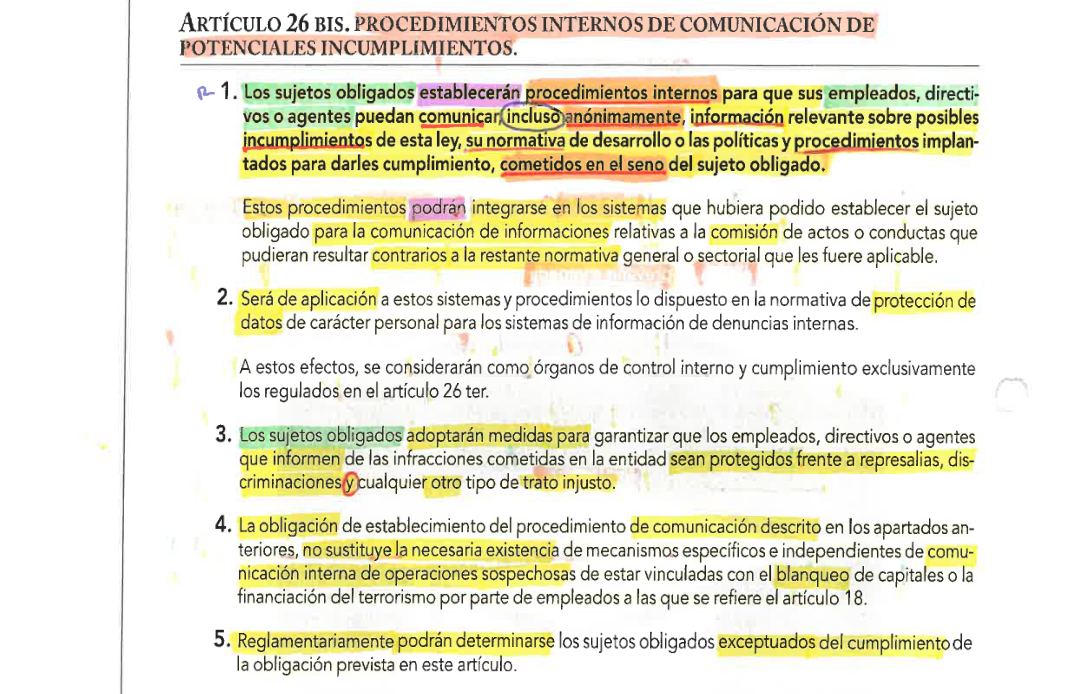 ARTÍCULO 26 BIS. PROCEDIMIENTOS INTERNOS DE COMUNICACIÓN DE
POTENCIALES INCUMPLIMIENTOS.
1. Los sujetos obligados establecerán procedimientos internos para que sus empleados, directi-
vos o agentes puedan comunicar, incluso anónimamente, información relevante sobre posibles
incumplimientos de esta ley, su normativa de desarrollo o las políticas y procedimientos implan-
tados para darles cumplimiento, cometidos en el seno del sujeto obligado.
Estos procedimientos podrán integrarse en los sistemas que hubiera podido establecer el sujeto
obligado para la comunicación de informaciones relativas a la comisión de actos o conductas que
pudieran resultar contrarios a la restante normativa general o sectorial que les fuere aplicable.
2. Será de aplicación a estos sistemas y procedimientos lo dispuesto en la normativa de protección de
datos de carácter personal para los sistemas de información de denuncias internas.
A estos efectos, se considerarán como órganos de control interno y cumplimiento exclusivamente
los regulados en el artículo 26 ter.
3. Los sujetos obligados adoptarán medidas para garantizar que los empleados, directivos o agentes
que informen de las infracciones cometidas en la entidad sean protegidos frente a represalias, dis-
criminaciones y cualquier otro tipo de trato injusto.
4. La obligación de establecimiento del procedimiento de comunicación descrito en los apartados an-
teriores, no sustituye la necesaria existencia de mecanismos específicos e independientes de comu-
nicación interna de operaciones sospechosas de estar vinculadas con el blanqueo de capitales o la
financiación del terrorismo por parte de empleados a las que se refiere el artículo 18.
5. Reglamentariamente podrán determinarse los sujetos obligados exceptuados del cumplimiento de
la obligación prevista en este artículo.